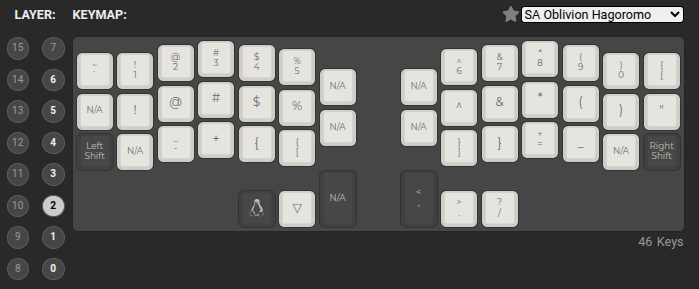 LAYER: KEYMAP: SA Oblivion Hagoromo
15 7
14 6
13 5
12 4
11 3
10 2
9 1
8 0
~ ! @ # $ % ^ & * ( ) {
` 1 2 3 4 5 6 7 8 9 0 [
N/A N/A
N/A ! @ # $ % ^ & * ( ) "
N/A N/A
Left Shift N/A _ - + { { [ } ] } + = _ N/A Right Shift
▽ N/A < , > . ? /
46 Keys